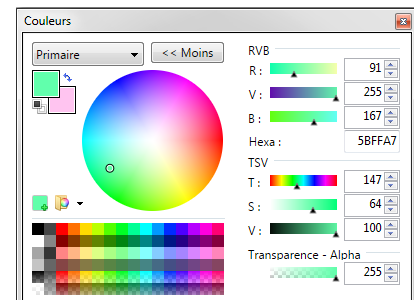 Couleurs
Primaire
<< Moins
RVB
R : 91
V : 255
B : 167
Hexa : 5BFFA7
TSV
T : 147
S : 64
V : 100
Transparence - Alpha
255